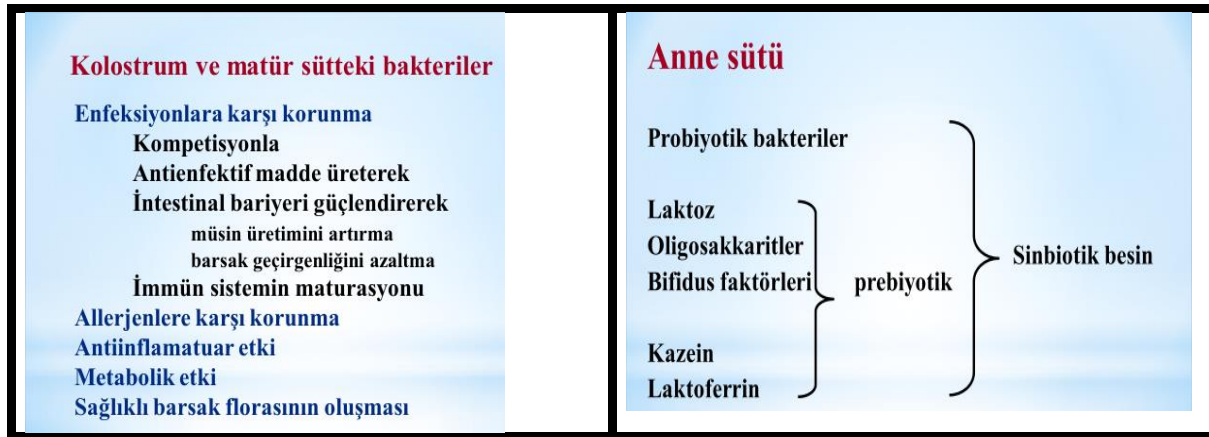 Kolostrum ve matür sütteki bakteriler
Enfeksiyonlara karşı korunma
Kompetisyonla
Antienfektif madde üreterek
İntestinal bariyeri güçlendirerek
müsin üretimini artırma
barsak geçirgenliğini azaltma
İmmün sistemin maturasyonu
Allerjenlere karşı korunma
Antiinflamatuar etki
Metabolik etki
Sağlıklı barsak florasının oluşması
Anne sütü
Probiyotik bakteriler
Laktoz
Oligosakkaritler
Bifidus faktörleri
prebiyotik
Sinbiotik besin
Kazein
Laktoferrin